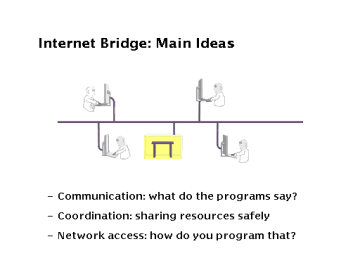 Internet Bridge: Main Ideas
– Communication: what do the programs say?
– Coordination: sharing resources safely
– Network access: how do you program that?